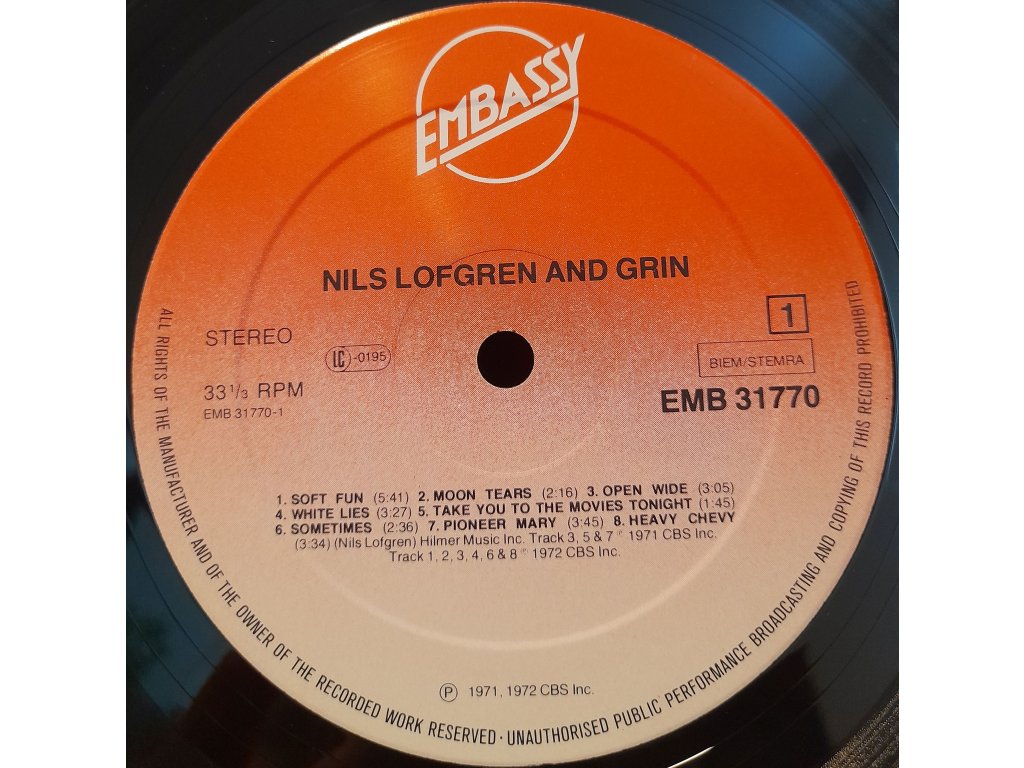 EMBASSY
NILS LOFGREN AND GRIN
STEREO
1
LC -0195
BIEM/STEMRA
33 1/3 RPM
EMB 31770
EMB 31770-1
1. SOFT FUN (5:41) 2. MOON TEARS (2:16) 3. OPEN WIDE (3:05)
4. WHITE LIES (3:27) 5. TAKE YOU TO THE MOVIES TONIGHT (1:45)
6. SOMETIMES (2:36) 7. PIONEER MARY (3:45) 8. HEAVY CHEVY
(3:34) (Nils Lofgren) Hilmer Music Inc. Track 3, 5 & 7 ℗ 1971 CBS Inc.
Track 1, 2, 3, 4, 6 & 8 ℗ 1972 CBS Inc.
℗ 1971, 1972 CBS Inc.
ALL RIGHTS OF THE MANUFACTURER AND OF THE OWNER OF THE RECORDED WORK RESERVED · UNAUTHORISED PUBLIC PERFORMANCE BROADCASTING AND COPYING OF THIS RECORD PROHIBITED